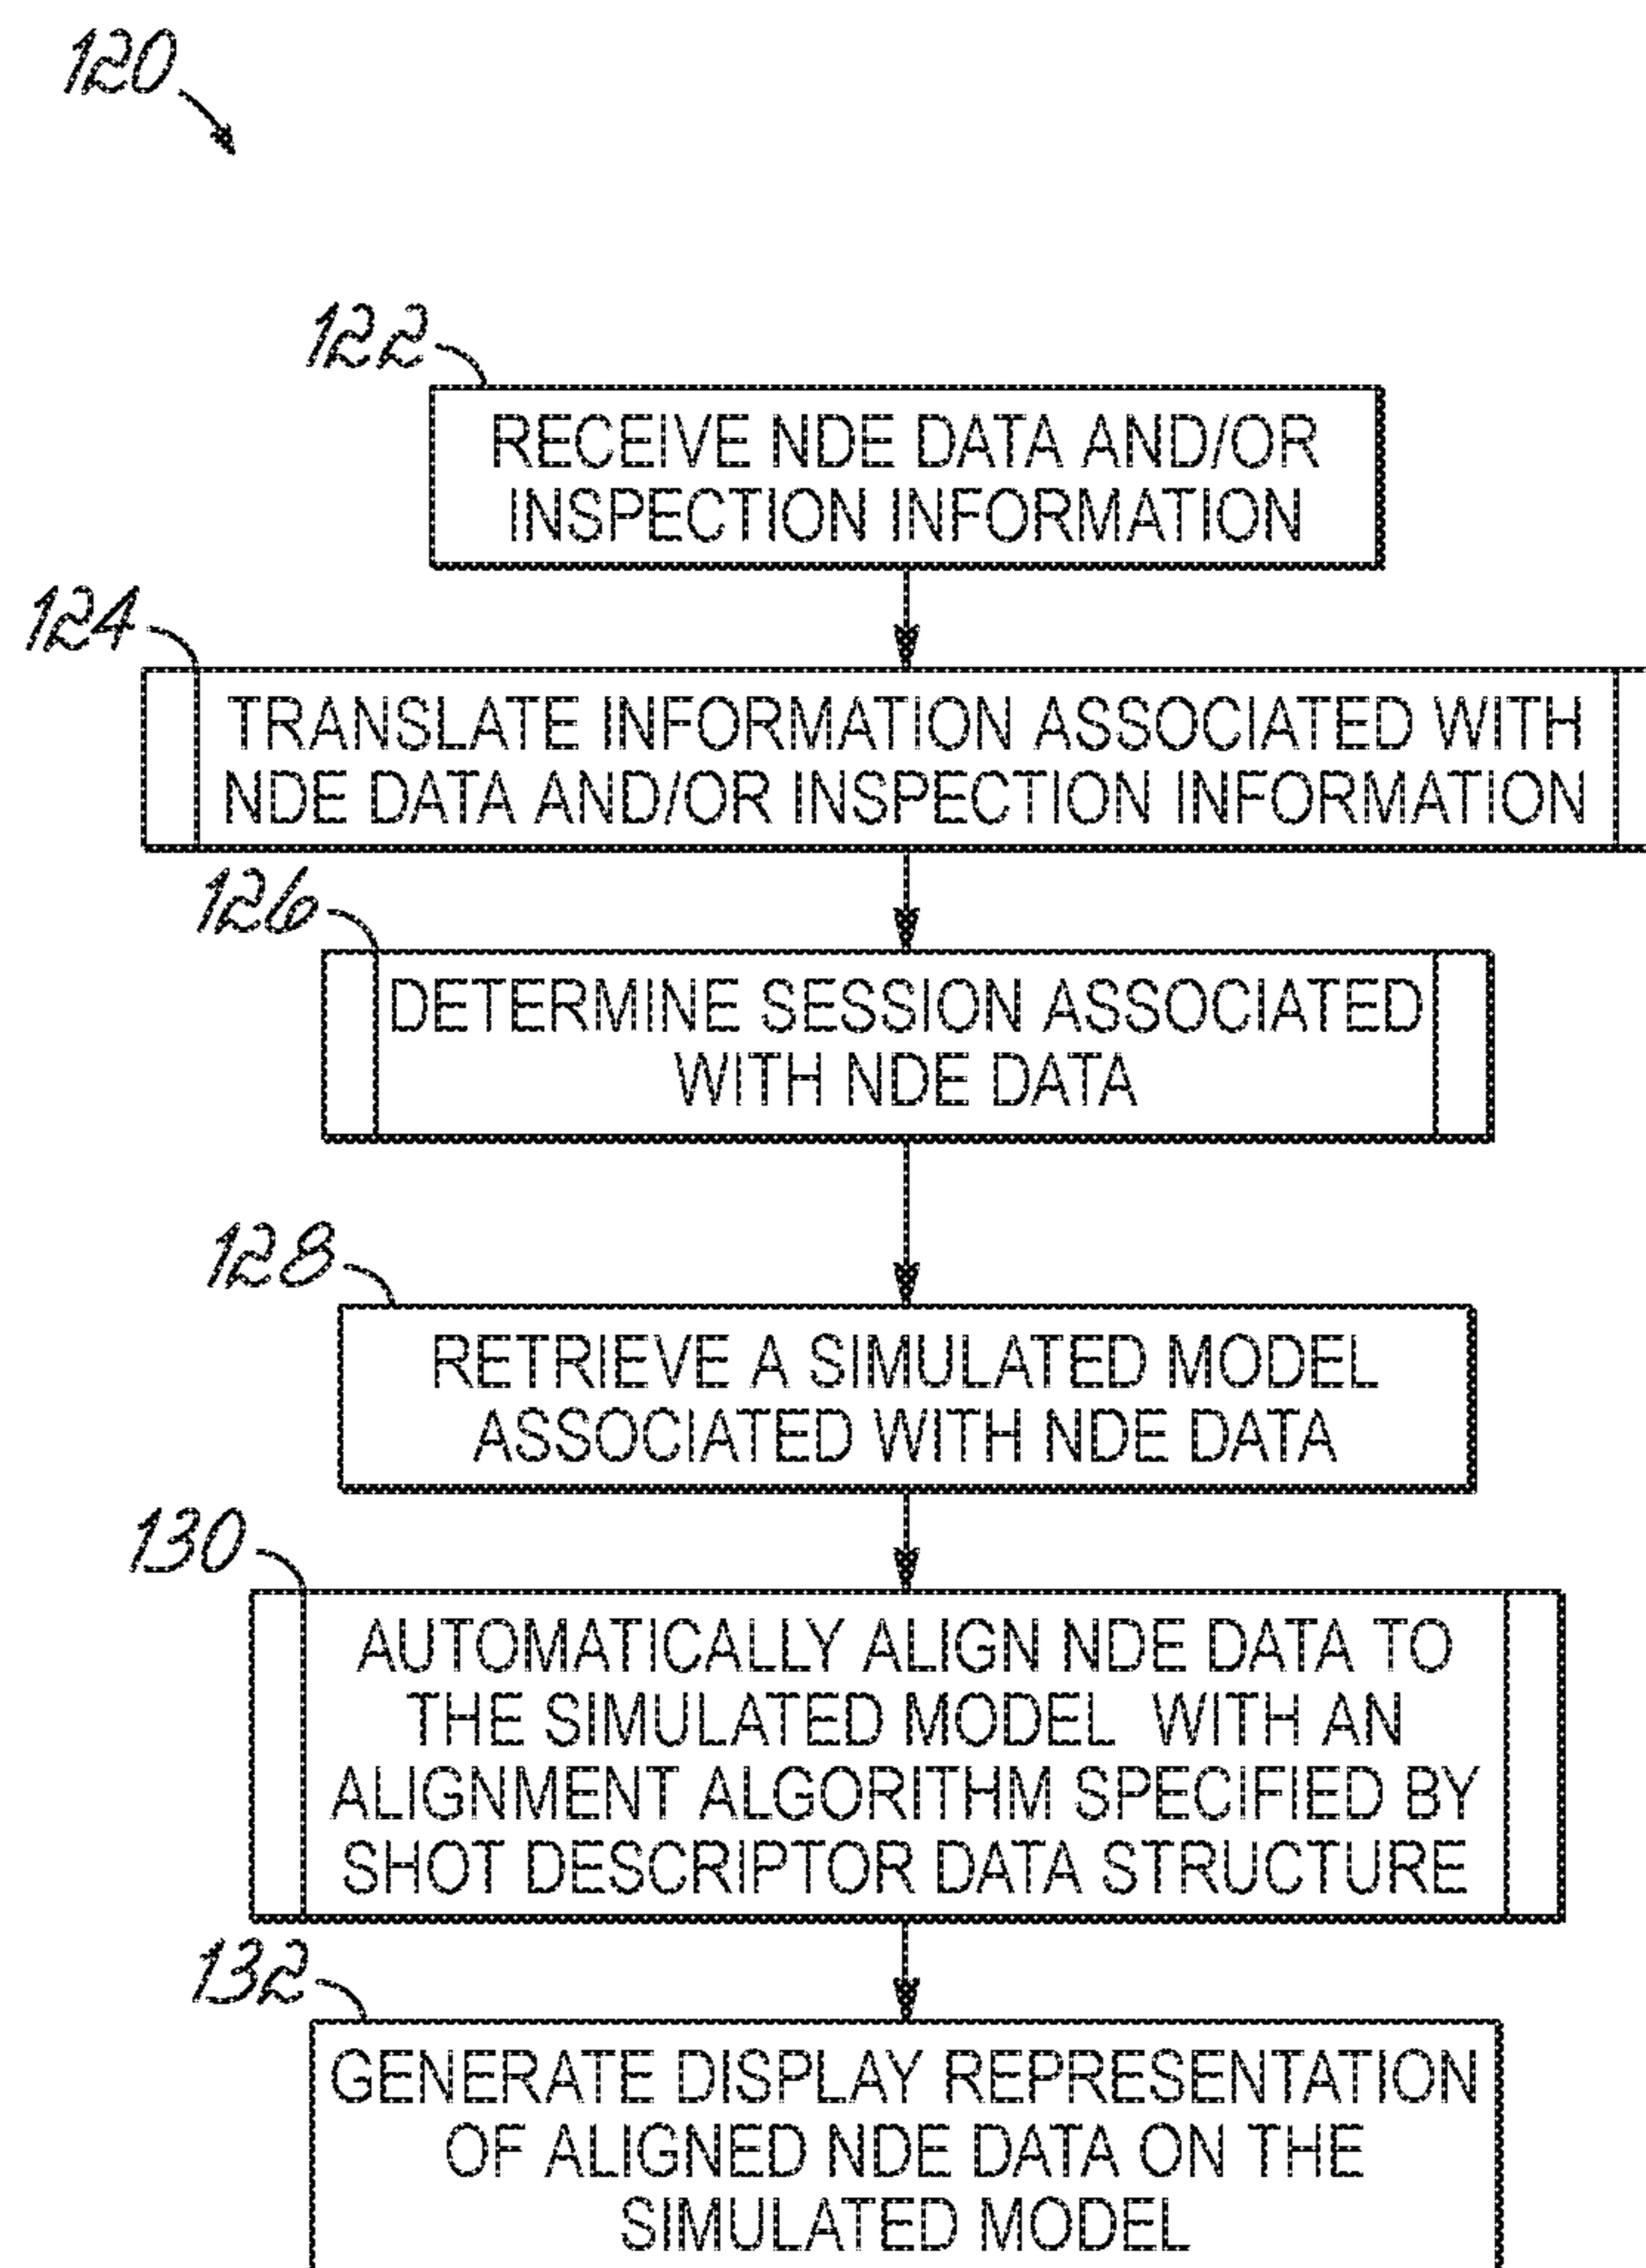 120
122
RECEIVE NDE DATA AND/OR
INSPECTION INFORMATION
124
TRANSLATE INFORMATION ASSOCIATED WITH
NDE DATA AND/OR INSPECTION INFORMATION
126
DETERMINE SESSION ASSOCIATED
WITH NDE DATA
128
RETRIEVE A SIMULATED MODEL
ASSOCIATED WITH NDE DATA
130
AUTOMATICALLY ALIGN NDE DATA TO
THE SIMULATED MODEL WITH AN
ALIGNMENT ALGORITHM SPECIFIED BY
SHOT DESCRIPTOR DATA STRUCTURE
132
GENERATE DISPLAY REPRESENTATION
OF ALIGNED NDE DATA ON THE
SIMULATED MODEL